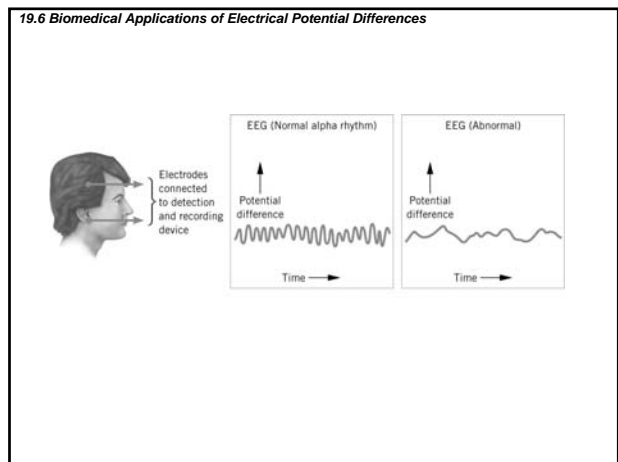 19.6 Biomedical Applications of Electrical Potential Differences
Electrodes
connected
to detection
and recording
device
EEG (Normal alpha rhythm)
Potential
difference
Time
EEG (Abnormal)
Potential
difference
Time